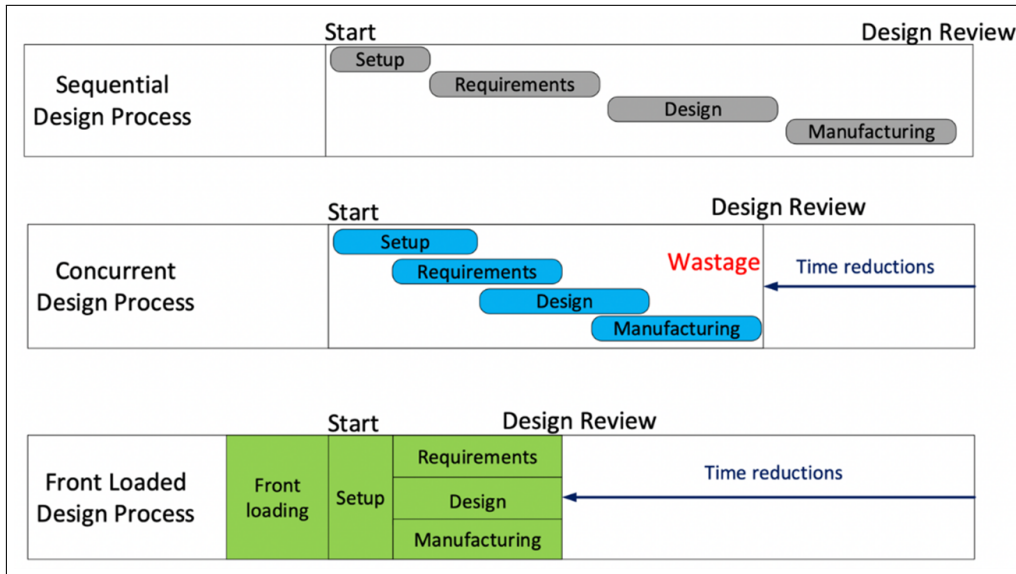 Start
Design Review
Sequential
Design Process
Setup
Requirements
Design
Manufacturing
Start
Design Review
Concurrent
Design Process
Setup
Requirements
Design
Manufacturing
Wastage
Time reductions
Start
Design Review
Front Loaded
Design Process
Front
loading
Setup
Requirements
Design
Manufacturing
Time reductions